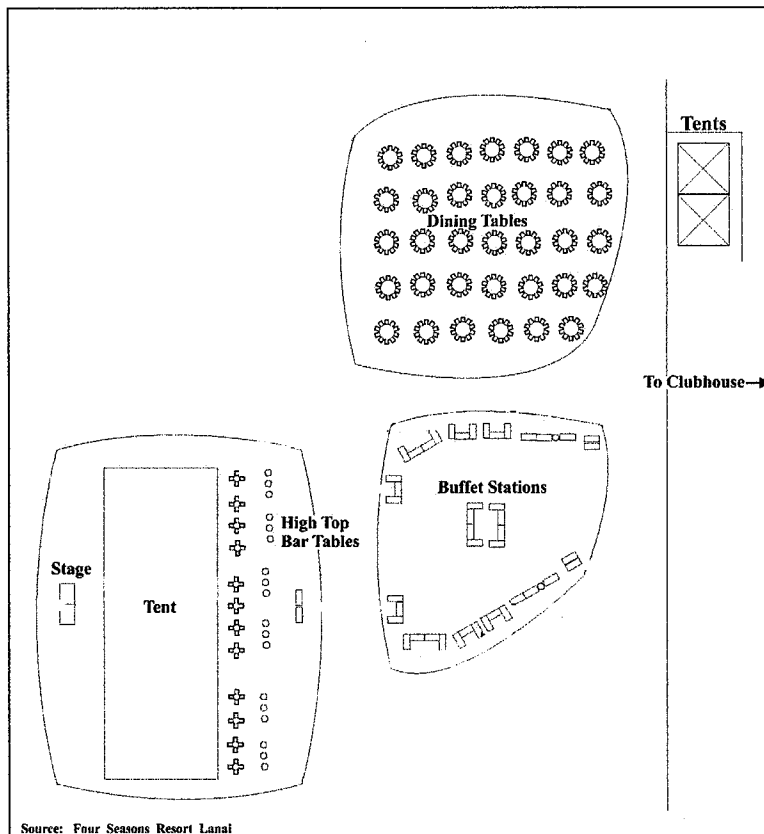 Tents
Dining Tables
To Clubhouse
Buffet Stations
High Top
Bar Tables
Stage
Tent
Source: Four Seasons Resort Lanai